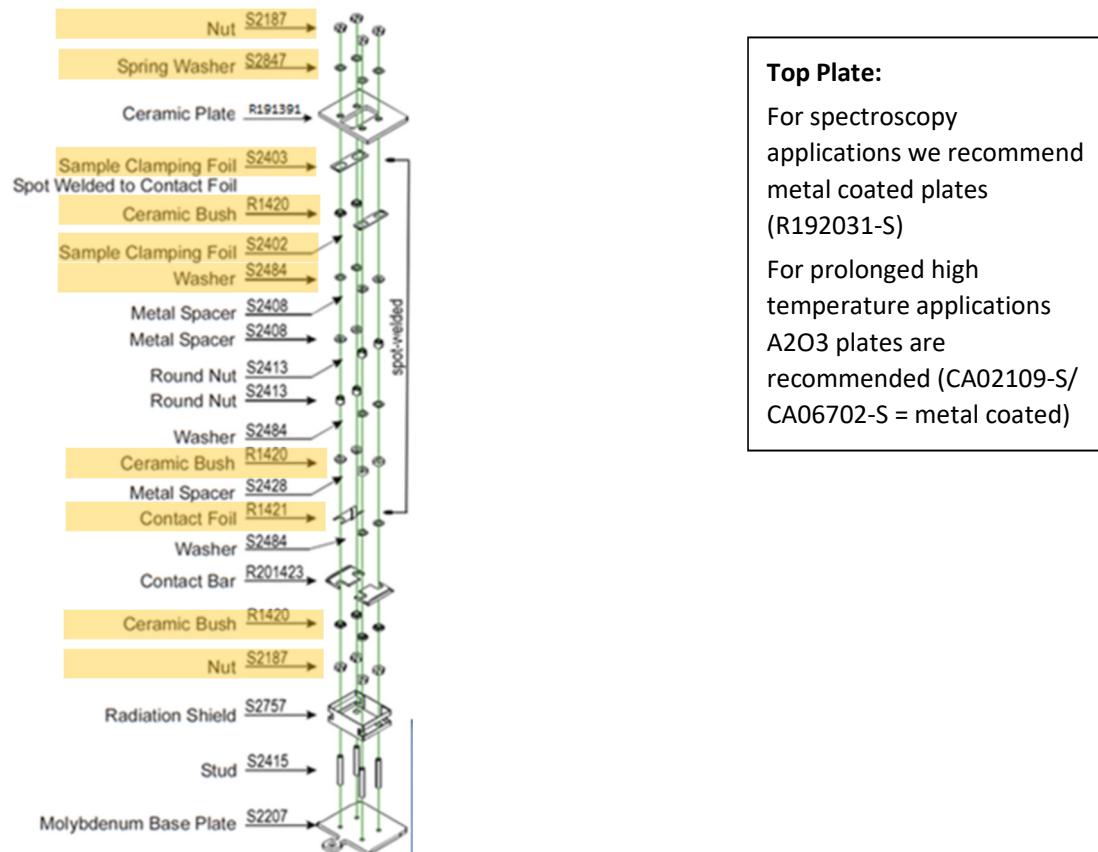 Nut S2187
Spring Washer S2847
Ceramic Plate R191391
Sample Clamping Foil S2403
Spot Welded to Contact Foil
Ceramic Bush R1420
Sample Clamping Foil S2402
Washer S2484
Metal Spacer S2408
Metal Spacer S2408
Round Nut S2413
Round Nut S2413
Washer S2484
Ceramic Bush R1420
Metal Spacer S2428
Contact Foil R1421
Washer S2484
Contact Bar R201423
Ceramic Bush R1420
Nut S2187
Radiation Shield S2757
Stud S2415
Molybdenum Base Plate S2207
spot-welded
Top Plate:
For spectroscopy
applications we recommend
metal coated plates
(R192031-S)
For prolonged high
temperature applications
A2O3 plates are
recommended (CA02109-S/
CA06702-S = metal coated)